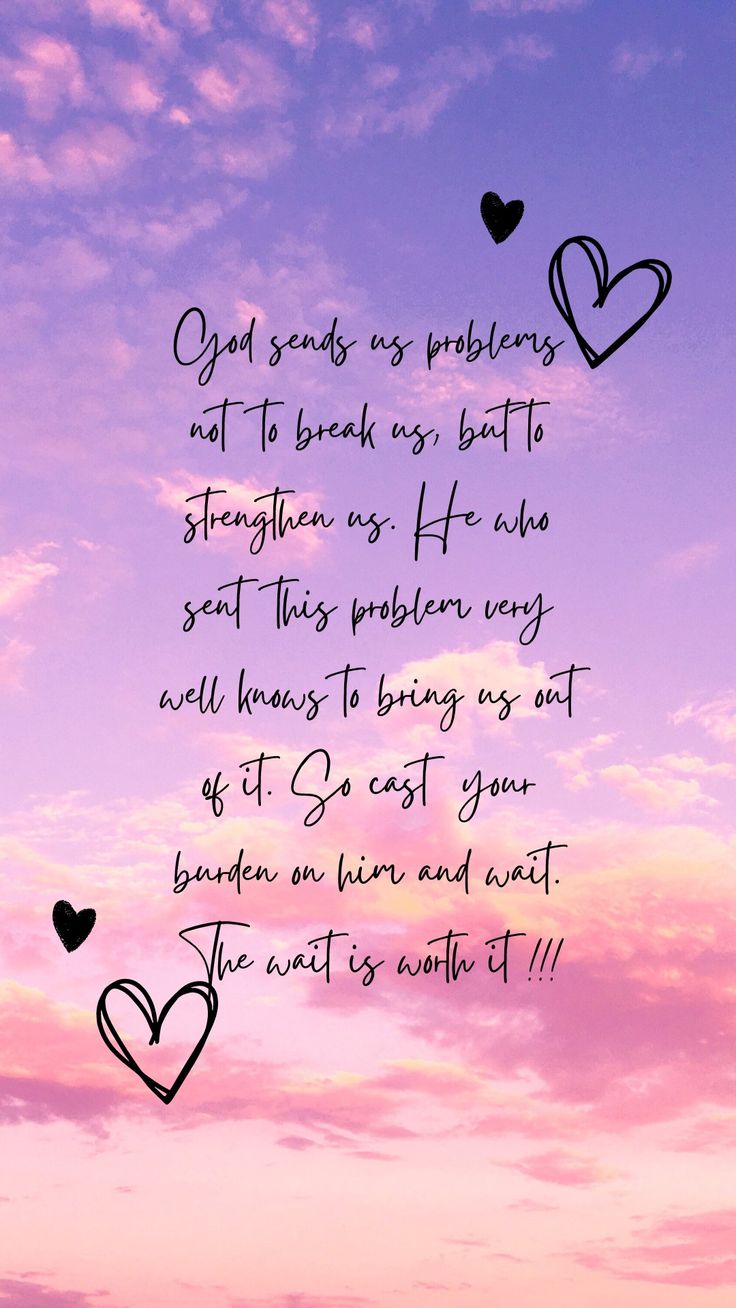 God sends us problems
not to break us, but to
strengthen us. He who
sent this problem very
well knows to bring us out
of it. So cast your
burden on him and wait.
The wait is worth it !!!